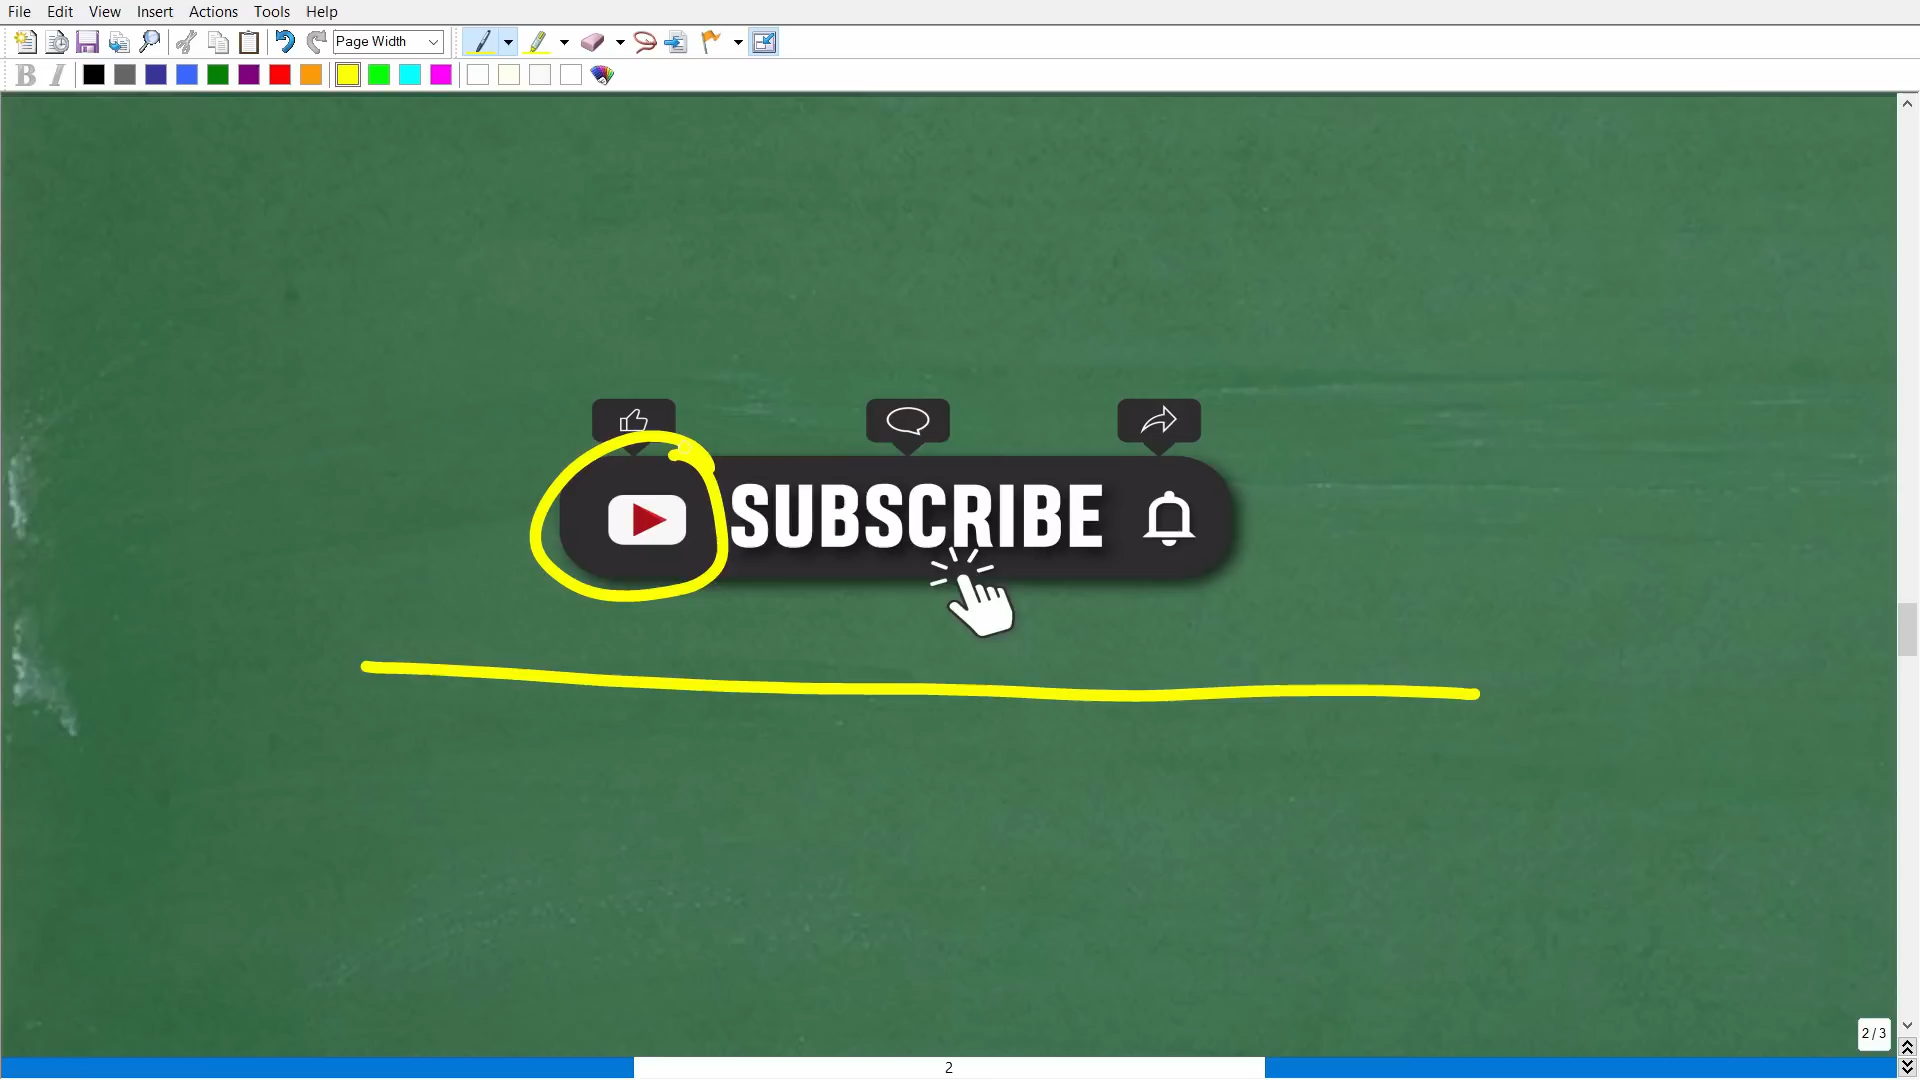 File Edit View Insert Actions Tools Help
Page Width
B I
SUBSCRIBE
2 / 3
2